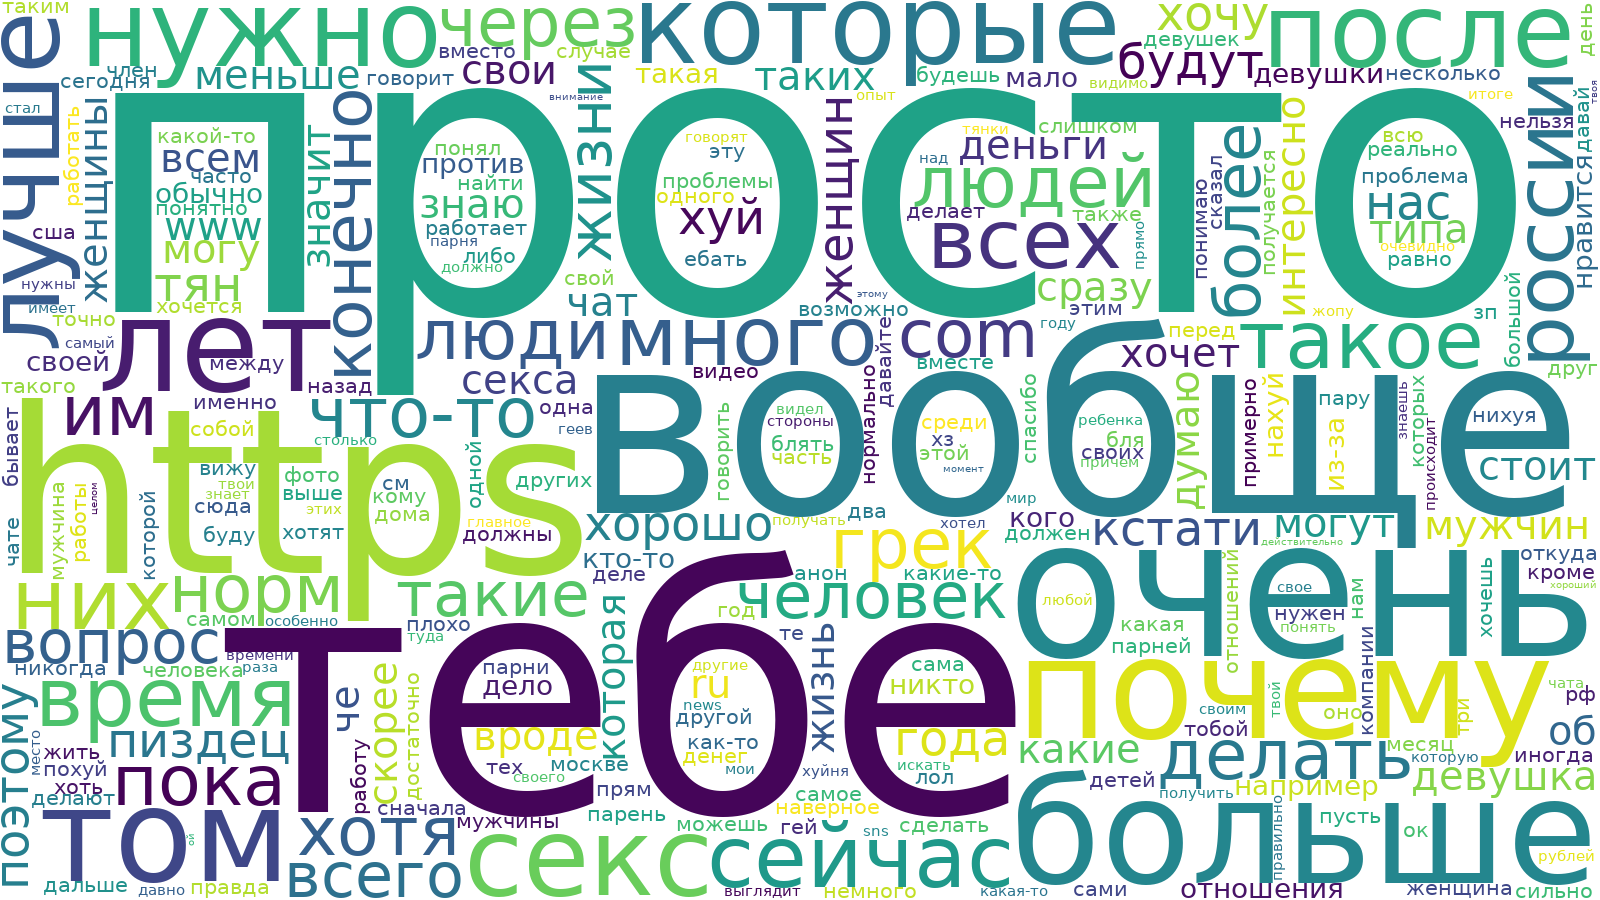 просто
вообще
тебе
https
очень
больше
почему
нужно
которые
после
через
хочу
лучше
конечно
жизни
лет
люди
много
com
такое
россии
более
людей
всех
том
хотя
всего
секс
сейчас
делать
девушка
человек
время
вопрос
них
норм
такие
что-то
им
хорошо
грек
кстати
могут
мужчин
пока
пиздец
поэтому
скорее
которая
жизнь
года
вроде
ru
никто
какие
например
об
думаю
стоит
хочет
нас
типа
интересно
женщин
женщины
значит
меньше
свои
таких
такая
мало
будут
девушки
несколько
девушек
будешь
видимо
случае
вместо
говорит
таким
член
сегодня
день
опыт
внимание
итоге
твоя
давай
нельзя
нравится
стал
работать
какой-то
всем
часто
обычно
понятно
www
могу
тян
хочется
сша
нужны
имеет
точно
самый
своей
такого
между
назад
понял
против
найти
знаю
работает
парня
либо
должно
свой
чат
говорят
эту
проблемы
одного
хуй
ебать
возможно
этому
тянки
слишком
над
деньги
делает
также
прямо
сразу
этим
году
понимаю
сказал
получается
всю
реально
проблема
очевидно
равно
жопу
зп
перед
большой
друг
секса
видео
вместе
давайте
нормально
именно
собой
столько
одна
геев
бывает
вижу
твои
знает
сюда
буду
фото
выше
этих
хотят
см
кому
дома
одной
других
главное
должны
целом
мужчина
работы
которой
чате
говорить
видел
стороны
блять
часть
получать
два
среди
хз
этой
момент
хотел
спасибо
мир
кого
должен
ребенка
бля
своих
причем
примерно
нахуй
из-за
пару
знаешь
которых
происходит
нихуя
действительно
откуда
кроме
хороший
кто-то
деле
анон
какие-то
самом
особенно
плохо
туда
никогда
времени
человека
раза
че
год
те
любой
какая
парней
отношений
свое
нужен
понять
нам
хочешь
компании
парни
дело
другие
news
другой
как-то
денег
мои
сама
своим
тобой
твой
оно
три
чата
рф
месяц
которую
иногда
место
жить
похуй
хоть
делают
работу
достаточно
тех
своего
москве
прям
хуйня
искать
лол
детей
получить
сначала
мужчины
парень
самое
наверное
можешь
гей
sns
сделать
правильно
пусть
ок
рублей
ой
дальше
давно
правда
выглядит
немного
какая-то
сами
отношения
женщина
сильно